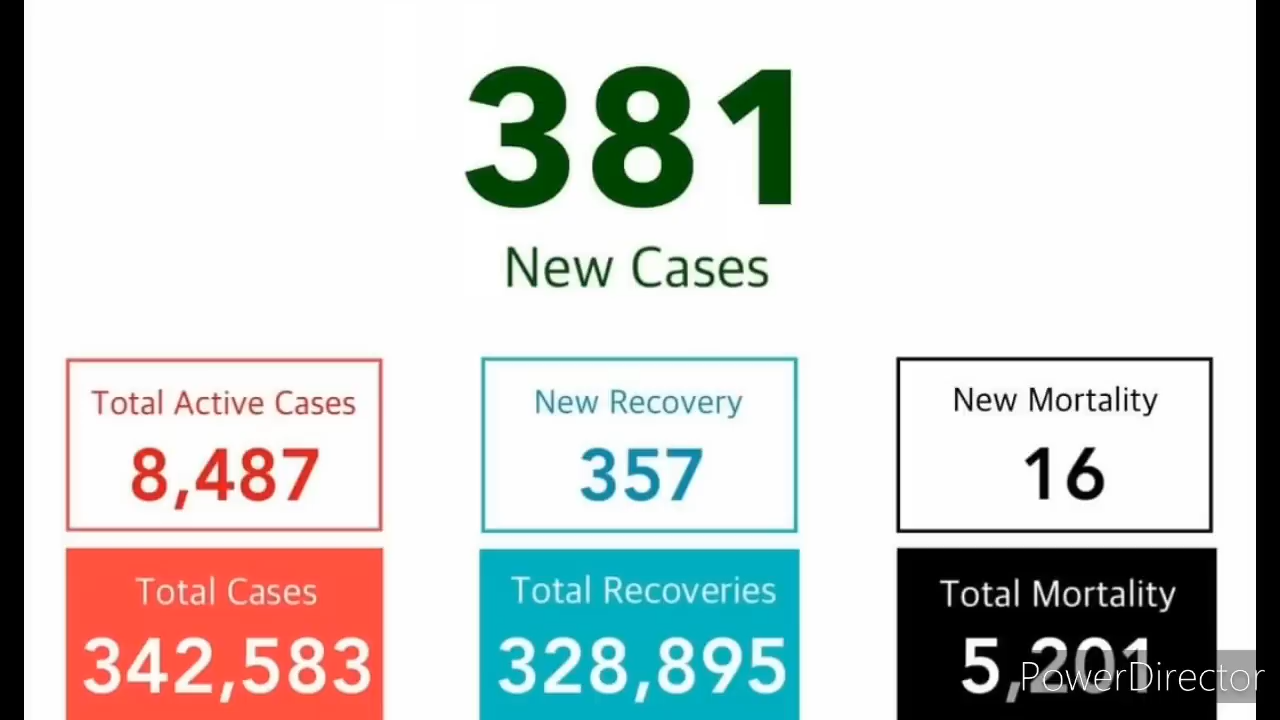 381
New Cases
Total Active Cases
8,487
New Recovery
357
New Mortality
16
Total Cases
342,583
Total Recoveries
328,895
Total Mortality
5,201
PowerDirector